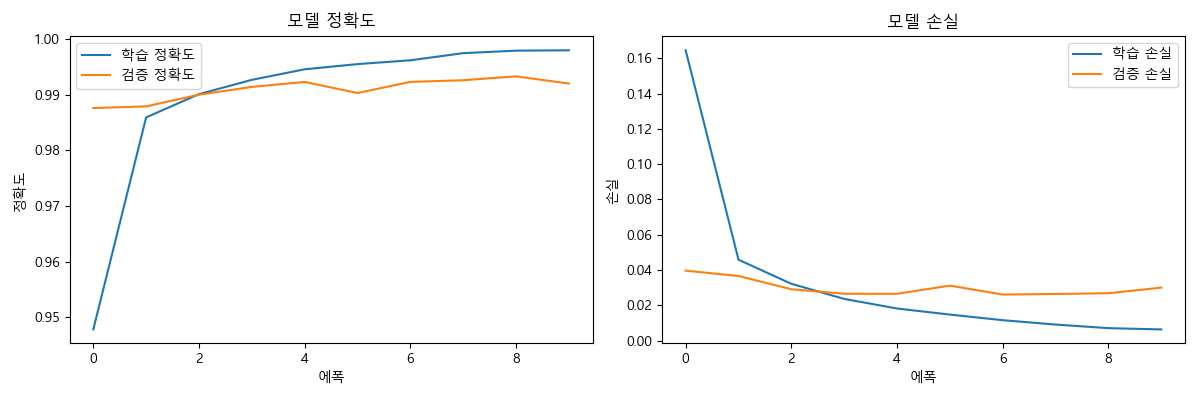 모델 정확도
학습 정확도
검증 정확도
1.00
0.99
0.98
0.97
0.96
0.95
정확도
0 2 4 6 8
에폭
모델 손실
학습 손실
검증 손실
0.16
0.14
0.12
0.10
0.08
0.06
0.04
0.02
0.00
손실
0 2 4 6 8
에폭